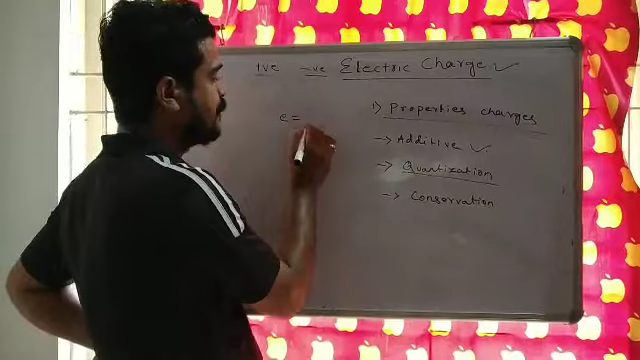 +ve -ve Electric Charge ✓
e =
1) Properties charges
→ Additive ✓
→ Quantization
→ Conservation